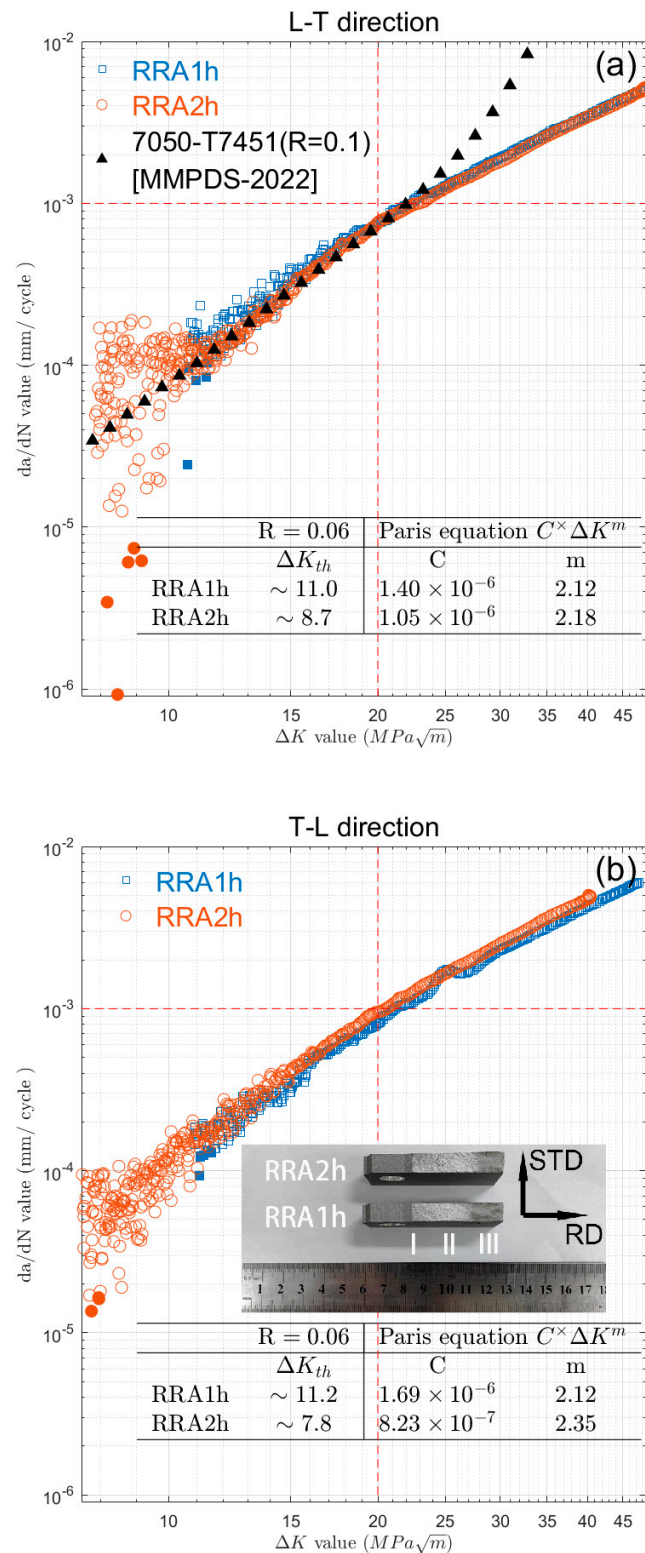 L-T direction
(a)
RRA1h
RRA2h
7050-T7451(R=0.1)
[MMPDS-2022]
10⁻²
10⁻³
10⁻⁴
10⁻⁵
10⁻⁶
da/dN value (mm/ cycle )
R = 0.06 Paris equation C^× ΔK^m
ΔK_th C m
RRA1h ∼ 11.0 1.40 × 10⁻⁶ 2.12
RRA2h ∼ 8.7 1.05 × 10⁻⁶ 2.18
10 15 20 25 30 35 40 45
ΔK value (MPa√m)
T-L direction
(b)
RRA1h
RRA2h
10⁻²
10⁻³
10⁻⁴
10⁻⁵
10⁻⁶
da/dN value (mm/ cycle )
RRA2h
RRA1h
STD
RD
I II III
1 2 3 4 5 6 7 8 9 10 11 12 13 14 15 16 17 18
R = 0.06 Paris equation C^× ΔK^m
ΔK_th C m
RRA1h ∼ 11.2 1.69 × 10⁻⁶ 2.12
RRA2h ∼ 7.8 8.23 × 10⁻⁷ 2.35
10 15 20 25 30 35 40 45
ΔK value (MPa√m)